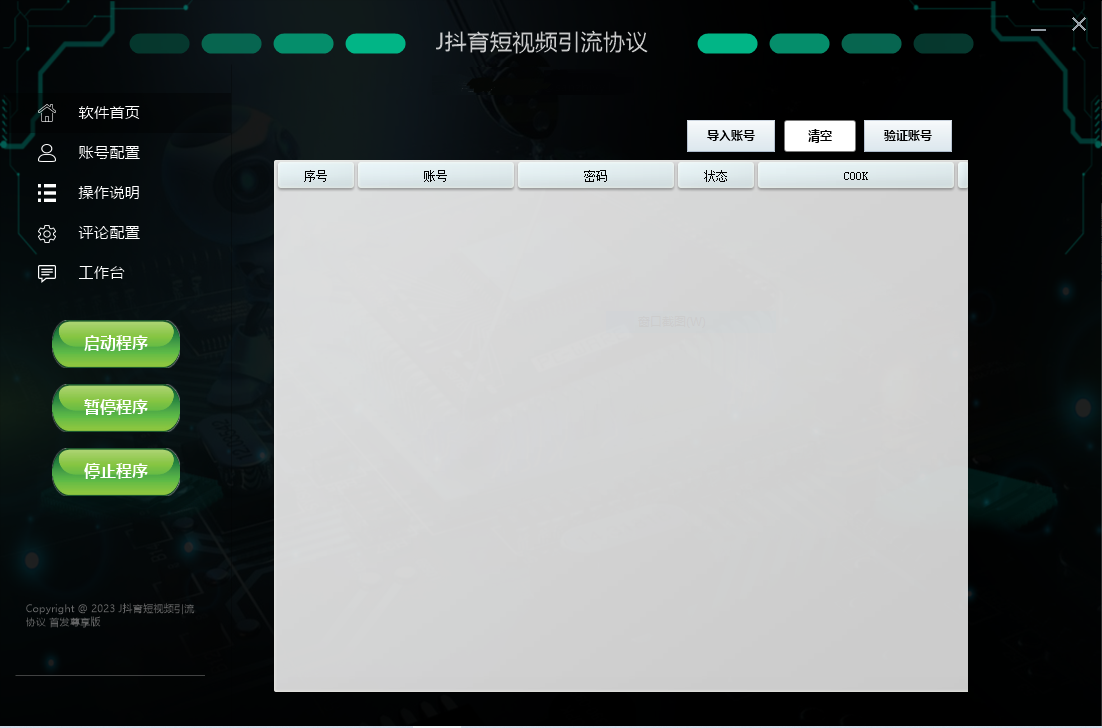 J抖育短视频引流协议
软件首页
账号配置
操作说明
评论配置
工作台
启动程序
暂停程序
停止程序
导入账号
清空
验证账号
序号
账号
密码
状态
COOK
Copyright @ 2023 J抖育短视频引流
协议 首发尊享版